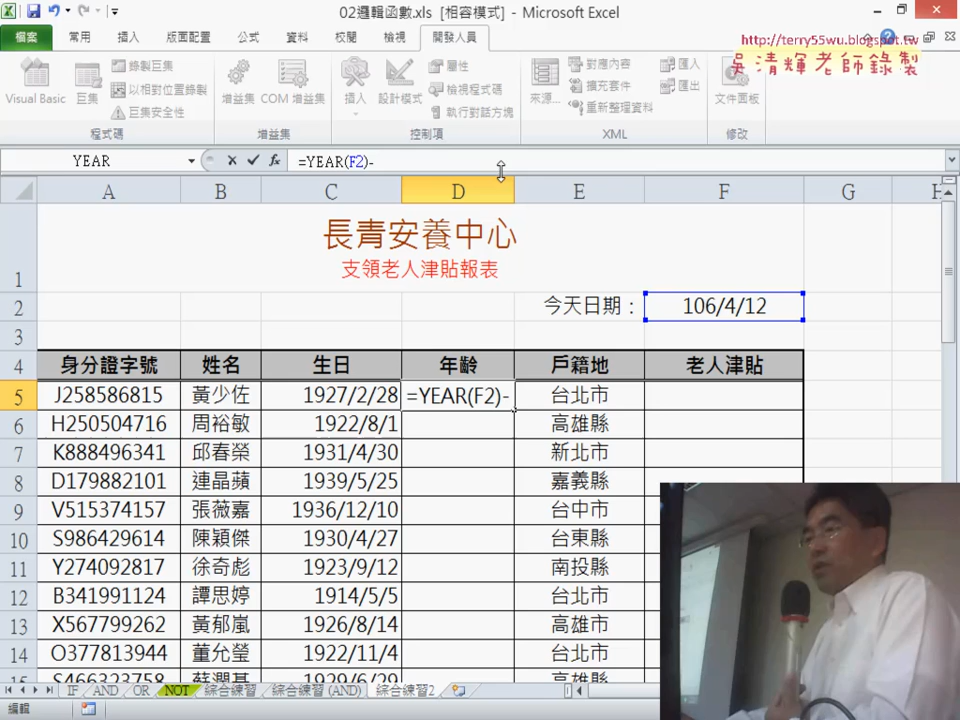 02邏輯函數.xls [相容模式] - Microsoft Excel
檔案 常用 插入 版面配置 公式 資料 校閱 檢視 開發人員
http://terry55wu.blogspot.tw
吳清輝老師錄製
Visual Basic 巨集 錄製巨集 以相對位置錄製 巨集安全性 增益集 COM 增益集 插入 設計模式 屬性 檢視程式碼 執行對話方塊 來源... 對應內容 擴充套件 重新整理資料 匯入 匯出 文件面板
程式碼 增益集 控制項 XML 修改
YEAR =YEAR(F2)-
A B C D E F G H
1 長青安養中心
支領老人津貼報表
2 今天日期： 106/4/12
3
4 身分證字號 姓名 生日 年齡 戶籍地 老人津貼
5 J258586815 黃少佐 1927/2/28 =YEAR(F2)- 台北市
6 H250504716 周裕敏 1922/8/1 高雄縣
7 K888496341 邱春榮 1931/4/30 新北市
8 D179882101 連晶蘋 1939/5/25 嘉義縣
9 V515374157 張薇嘉 1936/12/10 台中市
10 S986429614 陳穎傑 1930/4/27 台東縣
11 Y274092817 徐奇彪 1923/9/12 南投縣
12 B341991124 譚思婷 1914/5/5 台北市
13 X567799262 黃郁嵐 1926/8/14 高雄市
14 O377813944 董允瑩 1922/11/4 台北市
IF AND OR NOT 綜合練習 綜合練習 (AND) 綜合練習2
編輯